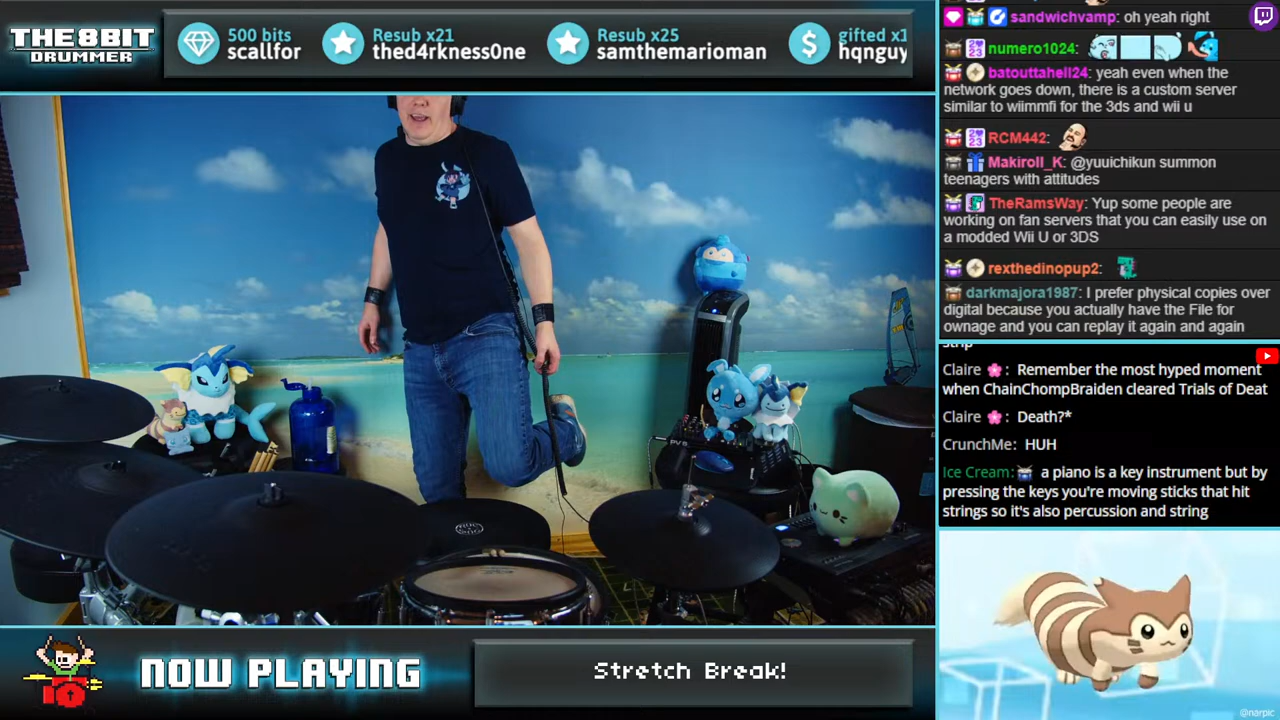 THE8BIT
DRUMMER
500 bits
scallfor
Resub x21
thed4rkness0ne
Resub x25
samthemarioman
gifted x1
hqnguy
sandwichvamp: oh yeah right
numero1024:
batouttahell24: yeah even when the
network goes down, there is a custom server
similar to wiimmfi for the 3ds and wii u
RCM442:
Makiroll_K: @yuuichikun summon
teenagers with attitudes
TheRamsWay: Yup some people are
working on fan servers that you can easily use on
a modded Wii U or 3DS
rexthedinopup2:
darkmajora1987: I prefer physical copies over
digital because you actually have the File for
ownage and you can replay it again and again
strip
Claire: Remember the most hyped moment
when ChainChompBraiden cleared Trials of Deat
Claire: Death?*
CrunchMe: HUH
Ice Cream: a piano is a key instrument but by
pressing the keys you're moving sticks that hit
strings so it's also percussion and string
NOW PLAYING
Stretch Break!
@narpic